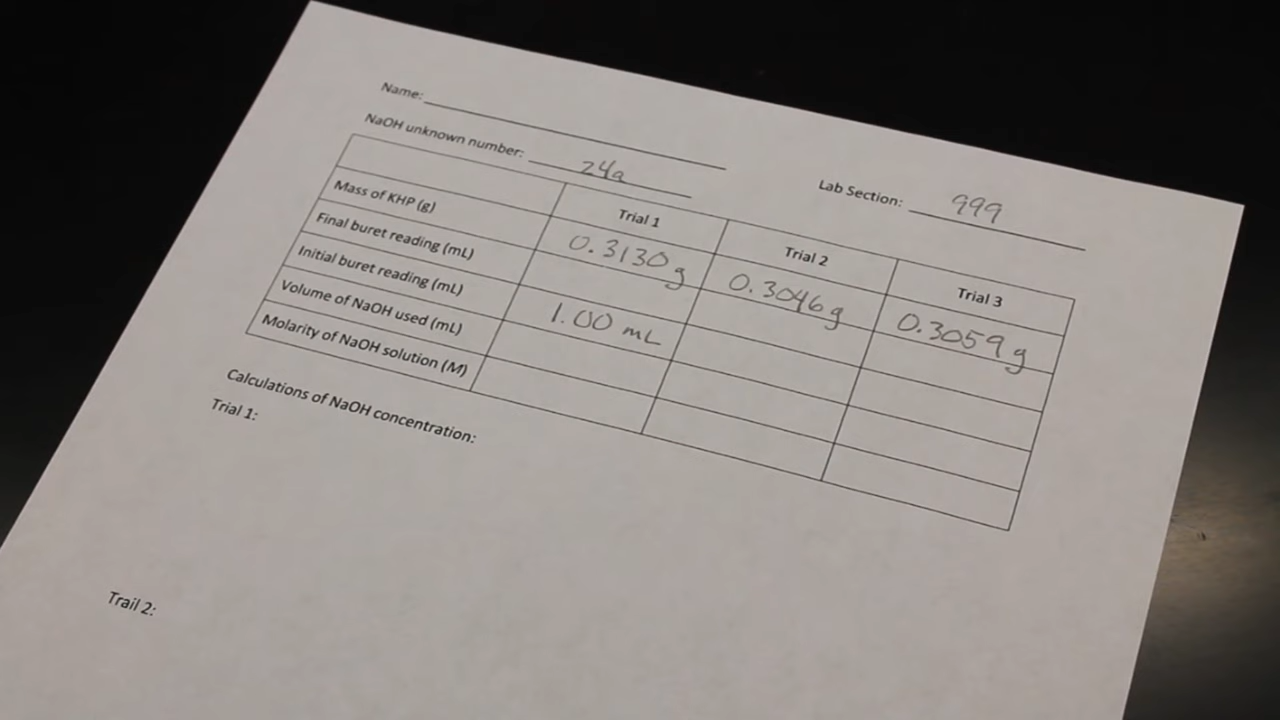 Name:
NaOH unknown number: 24a
Lab Section: 999
Trial 1 Trial 2 Trial 3
Mass of KHP (g) 0.3130 g 0.3046 g 0.3059 g
Final buret reading (mL)
Initial buret reading (mL) 1.00 mL
Volume of NaOH used (mL)
Molarity of NaOH solution (M)
Calculations of NaOH concentration:
Trial 1:
Trail 2: